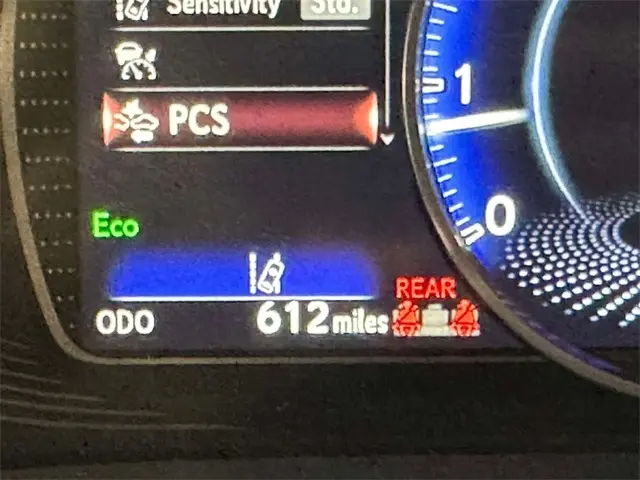 Sensitivity Std.
PCS
1
Eco
0
REAR
ODO 612 miles